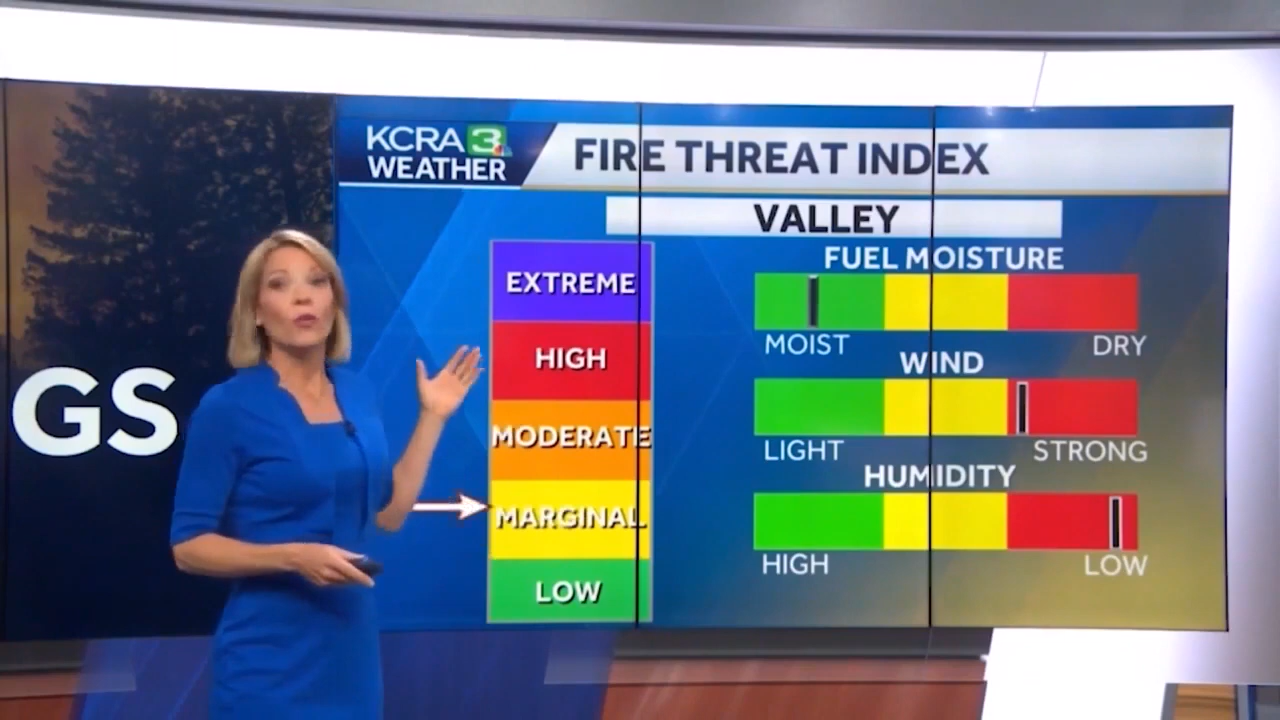 KCRA 3
WEATHER
FIRE THREAT INDEX
VALLEY
GS
EXTREME
HIGH
MODERATE
MARGINAL
LOW
FUEL MOISTURE
MOIST DRY
WIND
LIGHT STRONG
HUMIDITY
HIGH LOW